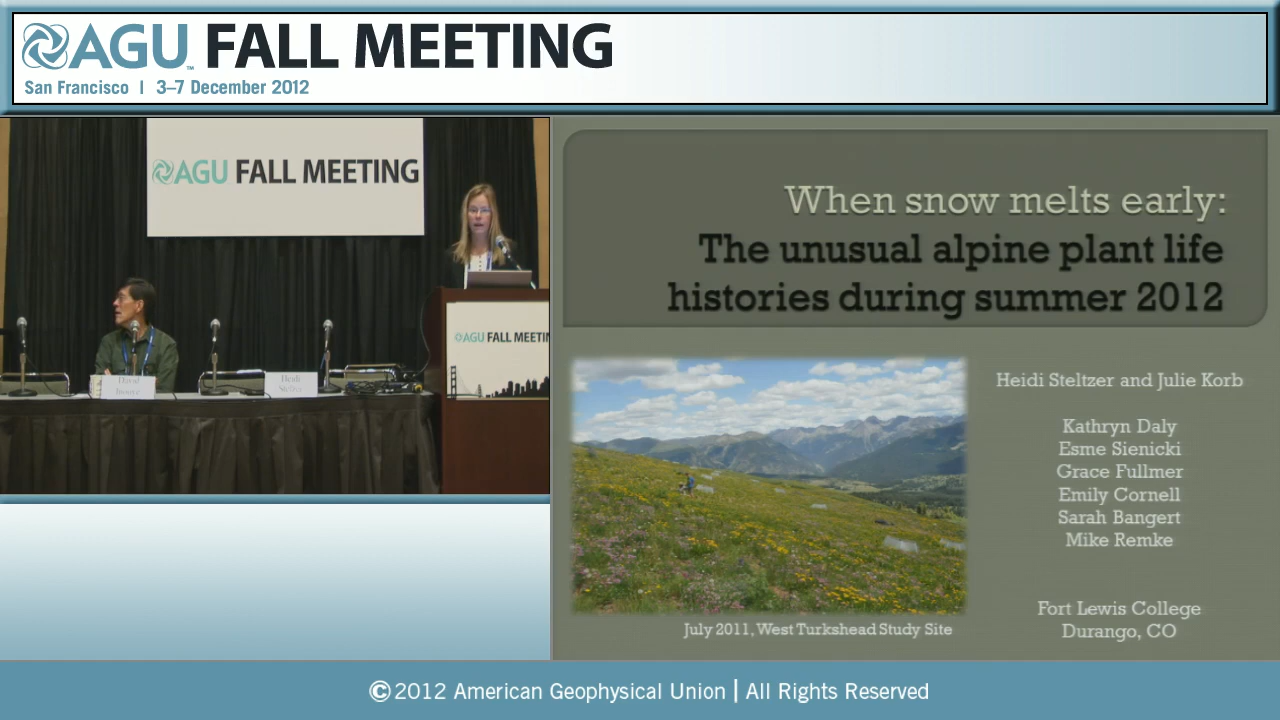 AGU FALL MEETING
San Francisco | 3–7 December 2012
AGU FALL MEETING
AGU FALL MEETIN
David
Heidi
When snow melts early:
The unusual alpine plant life
histories during summer 2012
Heidi Steltzer and Julie Korb
Kathryn Daly
Esme Sienicki
Grace Fullmer
Emily Cornell
Sarah Bangert
Mike Remke
Fort Lewis College
Durango, CO
July 2011, West Turkshead Study Site
©2012 American Geophysical Union | All Rights Reserved